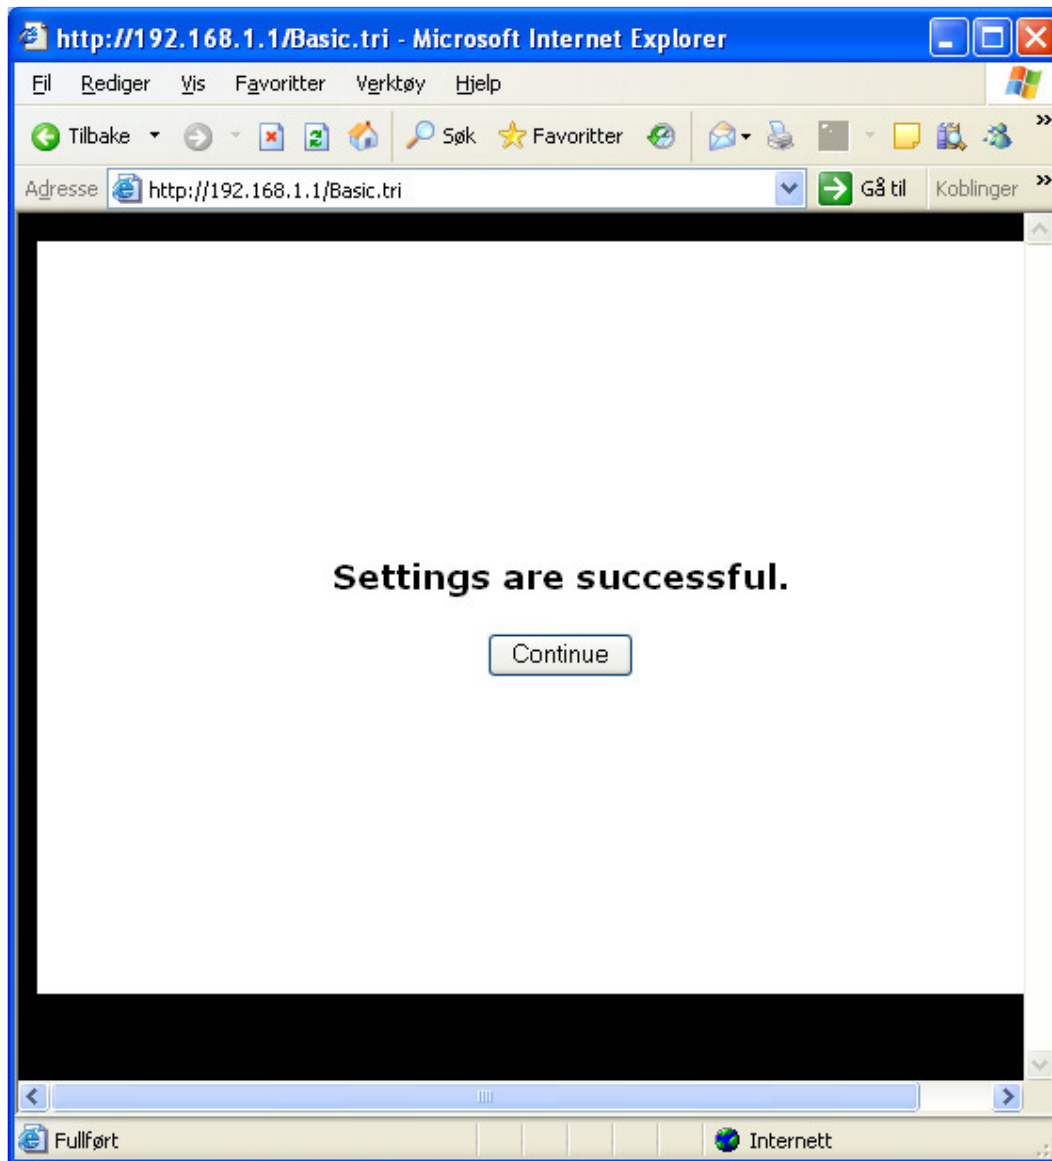 http://192.168.1.1/Basic.tri - Microsoft Internet Explorer
Fil Rediger Vis Favoritter Verktøy Hjelp
Tilbake Søk Favoritter »
Adresse http://192.168.1.1/Basic.tri Gå til Koblinger »
Settings are successful.
Continue
Fullført Internett